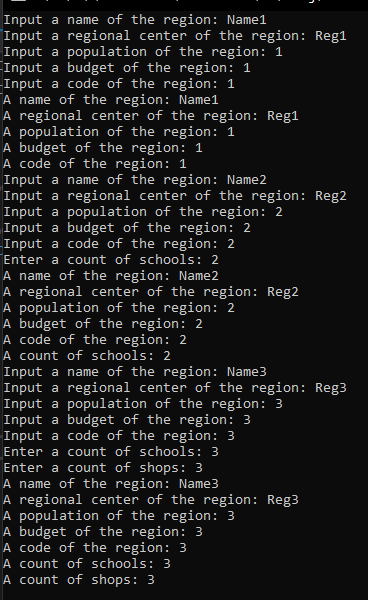 Input a name of the region: Name1
Input a regional center of the region: Reg1
Input a population of the region: 1
Input a budget of the region: 1
Input a code of the region: 1
A name of the region: Name1
A regional center of the region: Reg1
A population of the region: 1
A budget of the region: 1
A code of the region: 1
Input a name of the region: Name2
Input a regional center of the region: Reg2
Input a population of the region: 2
Input a budget of the region: 2
Input a code of the region: 2
Enter a count of schools: 2
A name of the region: Name2
A regional center of the region: Reg2
A population of the region: 2
A budget of the region: 2
A code of the region: 2
A count of schools: 2
Input a name of the region: Name3
Input a regional center of the region: Reg3
Input a population of the region: 3
Input a budget of the region: 3
Input a code of the region: 3
Enter a count of schools: 3
Enter a count of shops: 3
A name of the region: Name3
A regional center of the region: Reg3
A population of the region: 3
A budget of the region: 3
A code of the region: 3
A count of schools: 3
A count of shops: 3